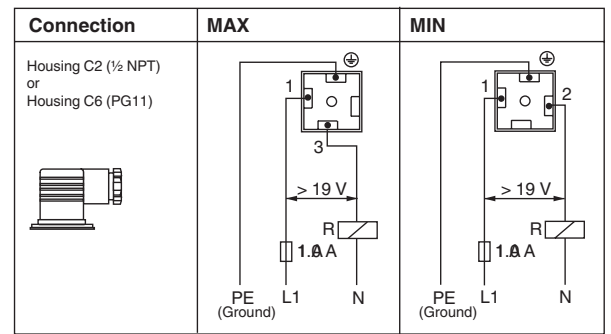 Connection
MAX
MIN
Housing C2 (½ NPT)
or
Housing C6 (PG11)
1
3
> 19 V
R
A
PE
(Ground)
L1
N
1
2
> 19 V
R
A
PE
(Ground)
L1
N